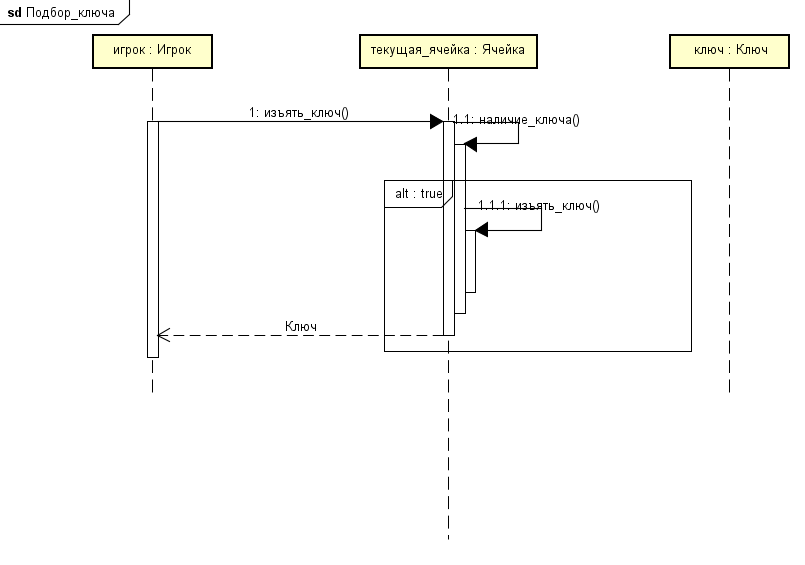 sd Подбор_ключа
игрок : Игрок
текущая_ячейка : Ячейка
ключ : Ключ
1: изъять_ключ()
1.1: наличие_ключа()
alt : true
1.1.1: изъять_ключ()
Ключ